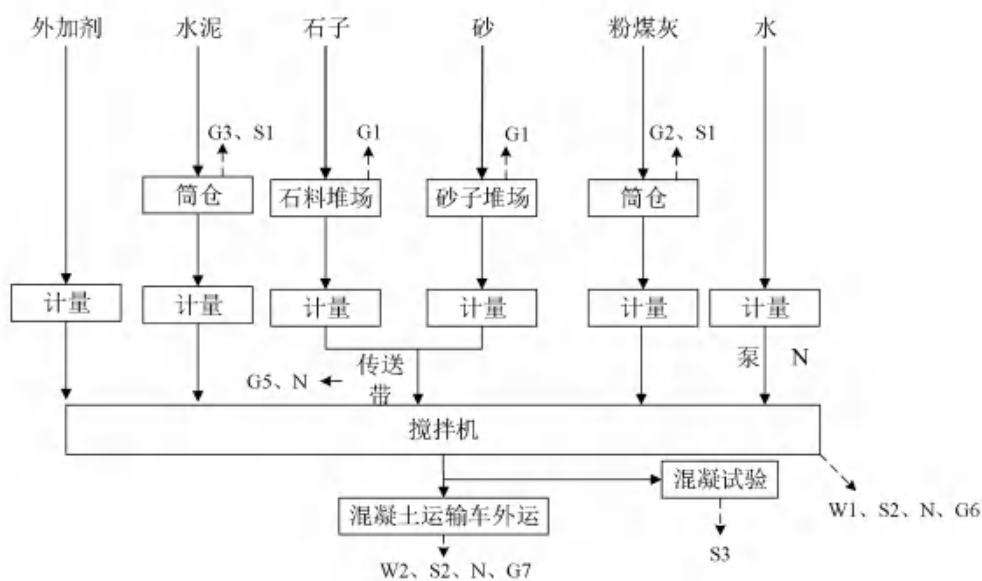 外加剂 水泥 石子 砂 粉煤灰 水
G3、S1 G1 G1 G2、S1
筒仓 石料堆场 砂子堆场 筒仓
计量 计量 计量 计量 计量 计量
泵 N
传送
G5、N
带
搅拌机
混凝试验
混凝土运输车外运
W1、S2、N、G6
S3
W2、S2、N、G7